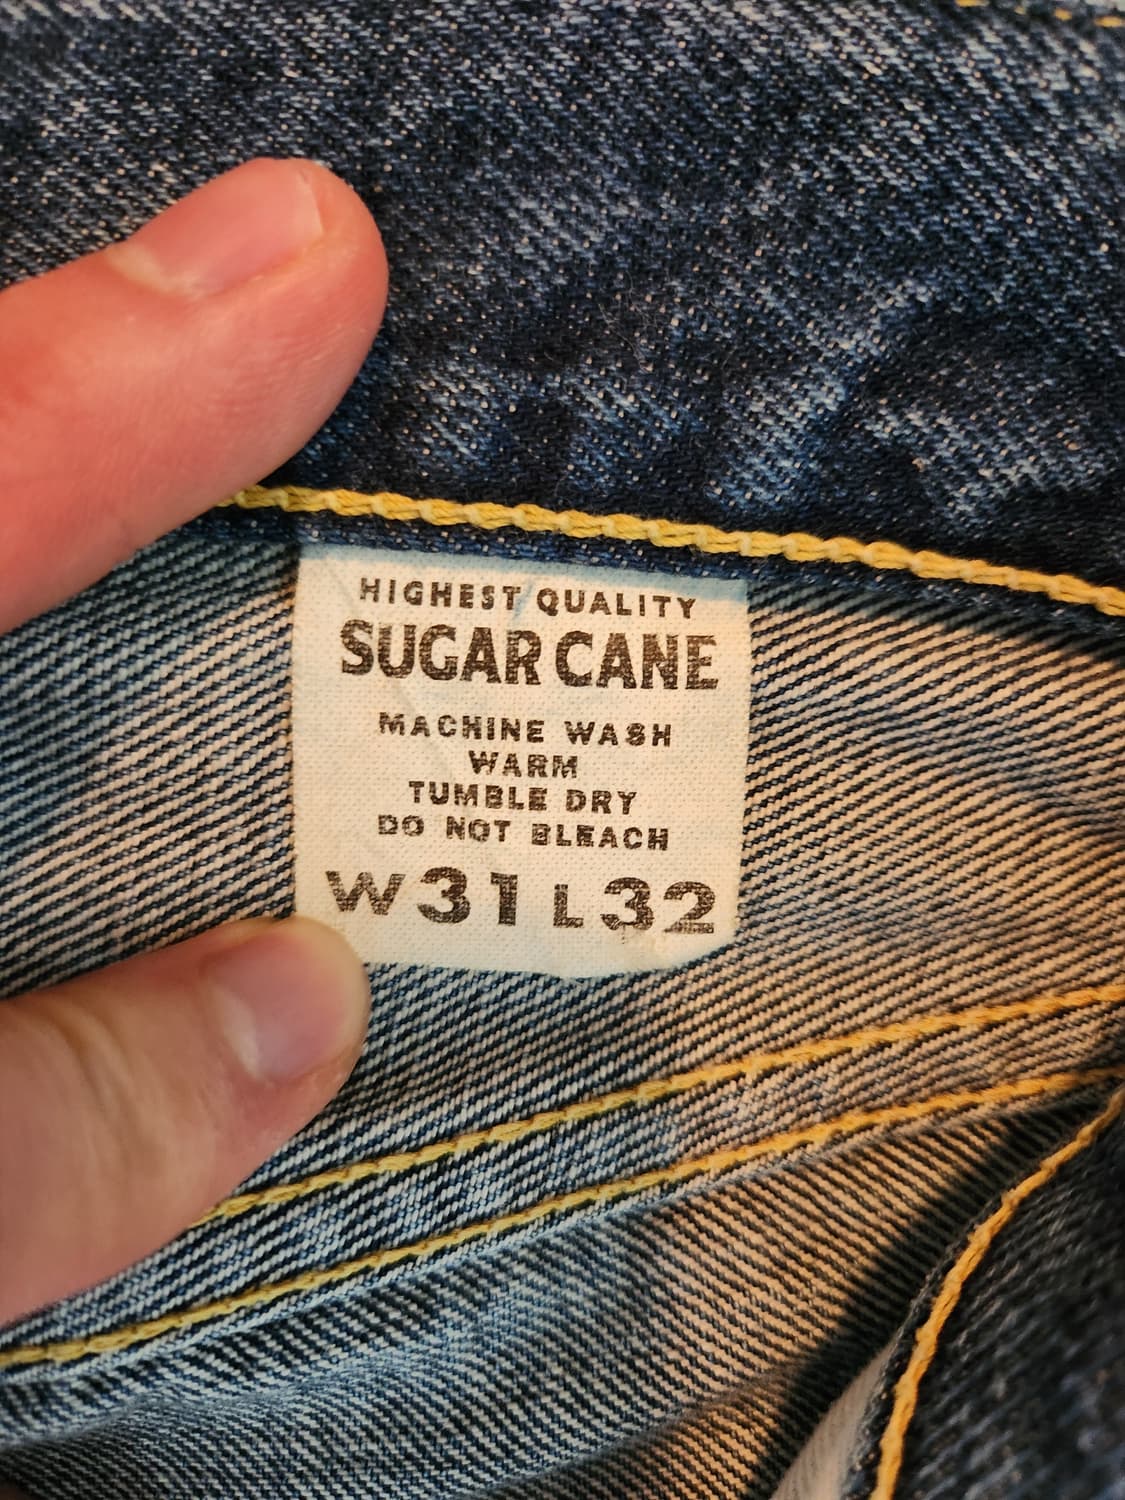 HIGHEST QUALITY
SUGAR CANE
MACHINE WASH
WARM
TUMBLE DRY
DO NOT BLEACH
W31 L32